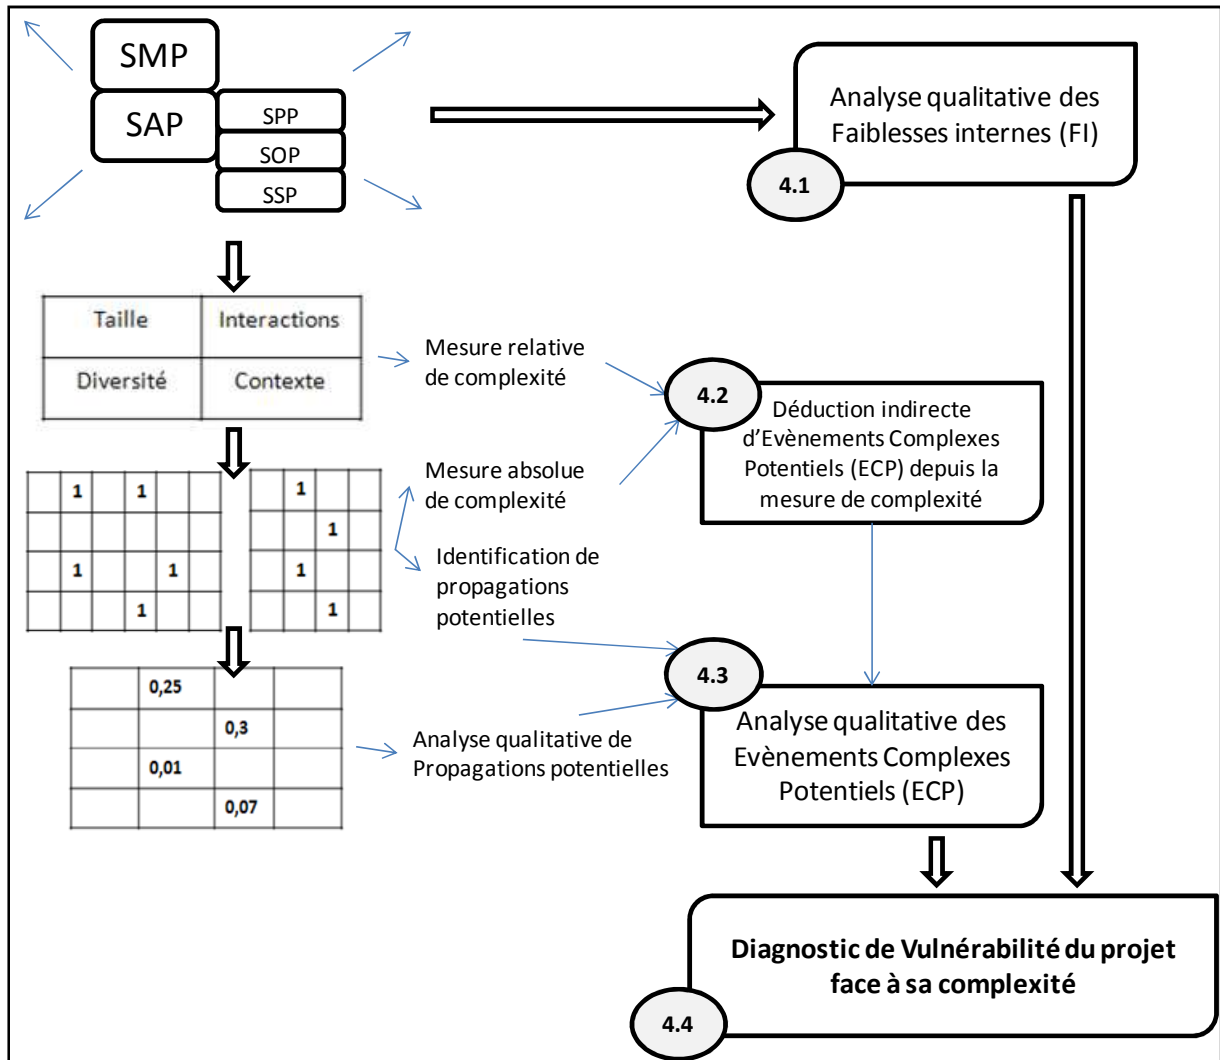 SMP
SAP
SPP
SOP
SSP
Analyse qualitative des
Faiblesses internes (FI)
4.1
Taille Interactions
Diversité Contexte
Mesure relative
de complexité
4.2
Déduction indirecte
d'Evènements Complexes
Potentiels (ECP) depuis la
mesure de complexité
1 1
1 1
1
1
1
1
1
Mesure absolue
de complexité
Identification de
propagations
potentielles
0,25
0,3
0,01
0,07
Analyse qualitative de
Propagations potentielles
4.3
Analyse qualitative des
Evènements Complexes
Potentiels (ECP)
Diagnostic de Vulnérabilité du projet
face à sa complexité
4.4